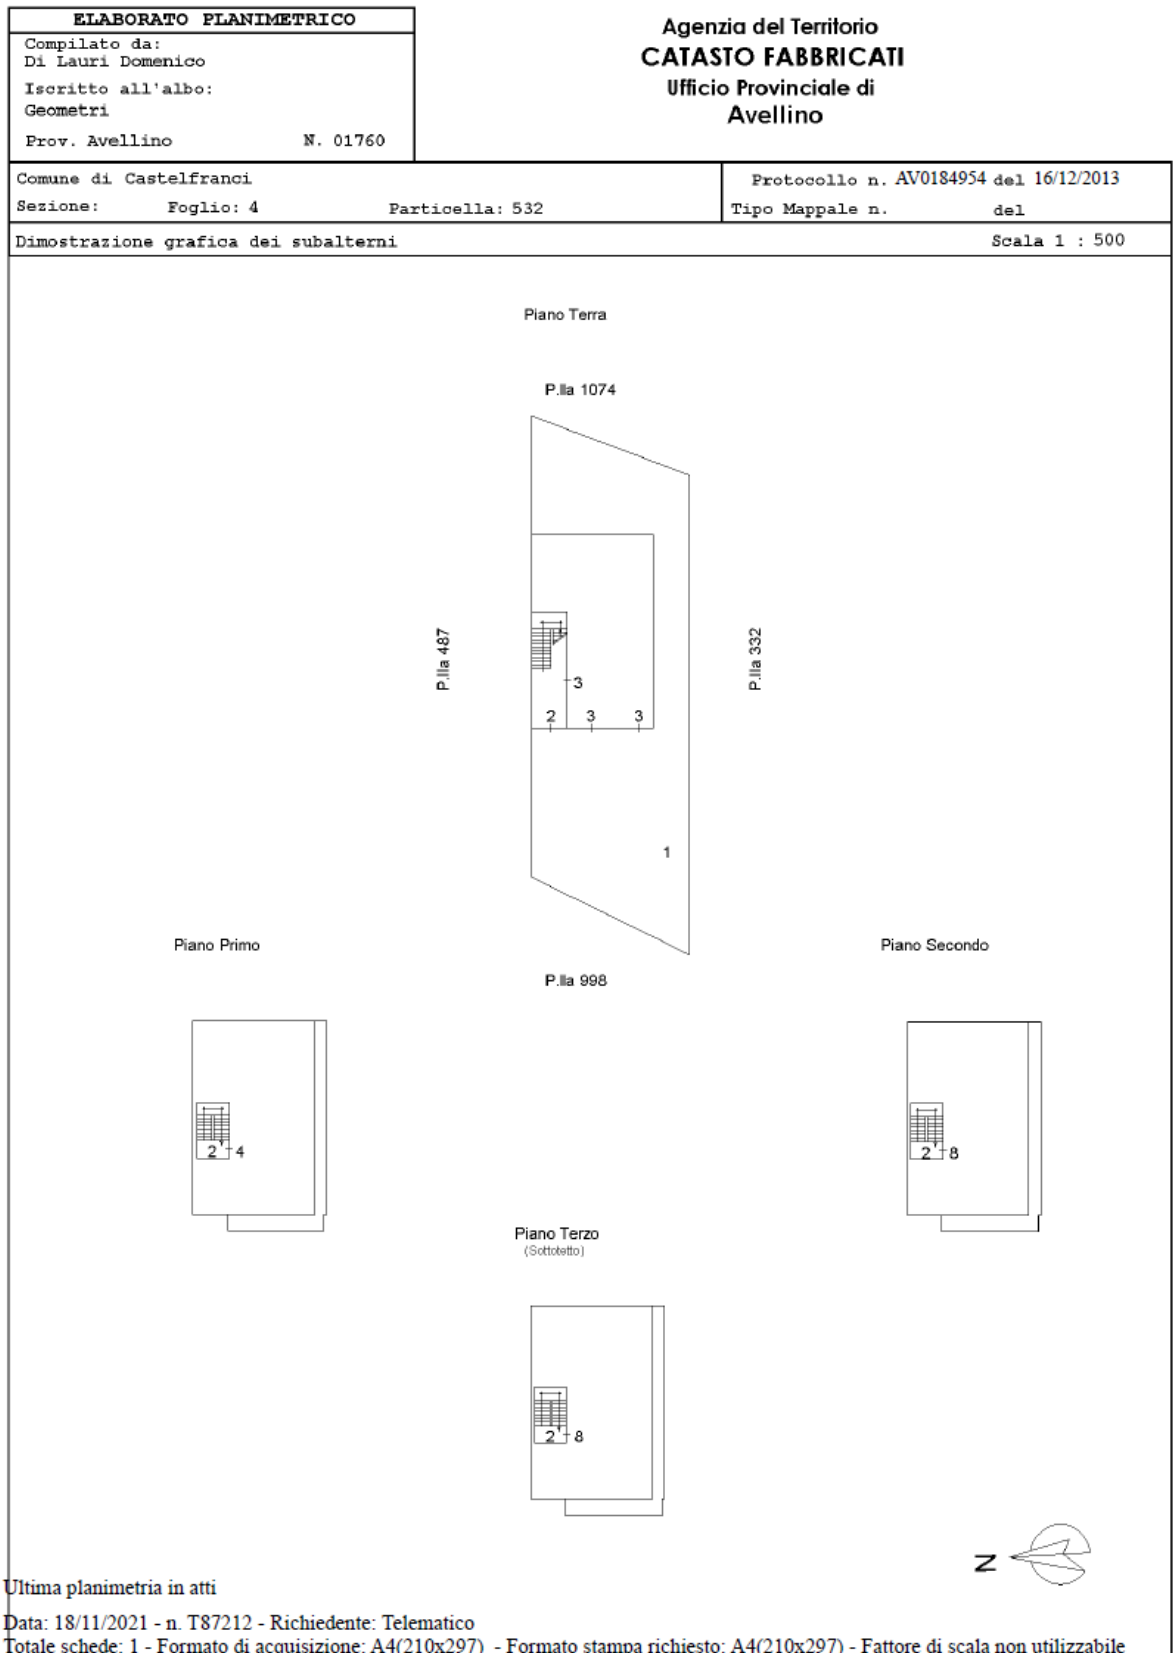 ELABORATO PLANIMETRICO
Compilato da:
Di Lauri Domenico
Iscritto all'albo:
Geometri
Prov. Avellino N. 01760
Agenzia del Territorio
CATASTO FABBRICATI
Ufficio Provinciale di
Avellino
Comune di Castelfranci
Sezione: Foglio: 4 Particella: 532
Protocollo n. AV0184954 del 16/12/2013
Tipo Mappale n. del
Dimostrazione grafica dei subalterni Scala 1 : 500
Piano Terra
P.lla 1074
P.lla 487
P.lla 332
3
2 3 3
1
Piano Primo
Piano Secondo
P.lla 998
2 4
2 8
Piano Terzo
(Sottotetto)
2 8
N
Ultima planimetria in atti
Data: 18/11/2021 - n. T87212 - Richiedente: Telematico
Totale schede: 1 - Formato di acquisizione: A4(210x297) - Formato stampa richiesto: A4(210x297) - Fattore di scala non utilizzabile